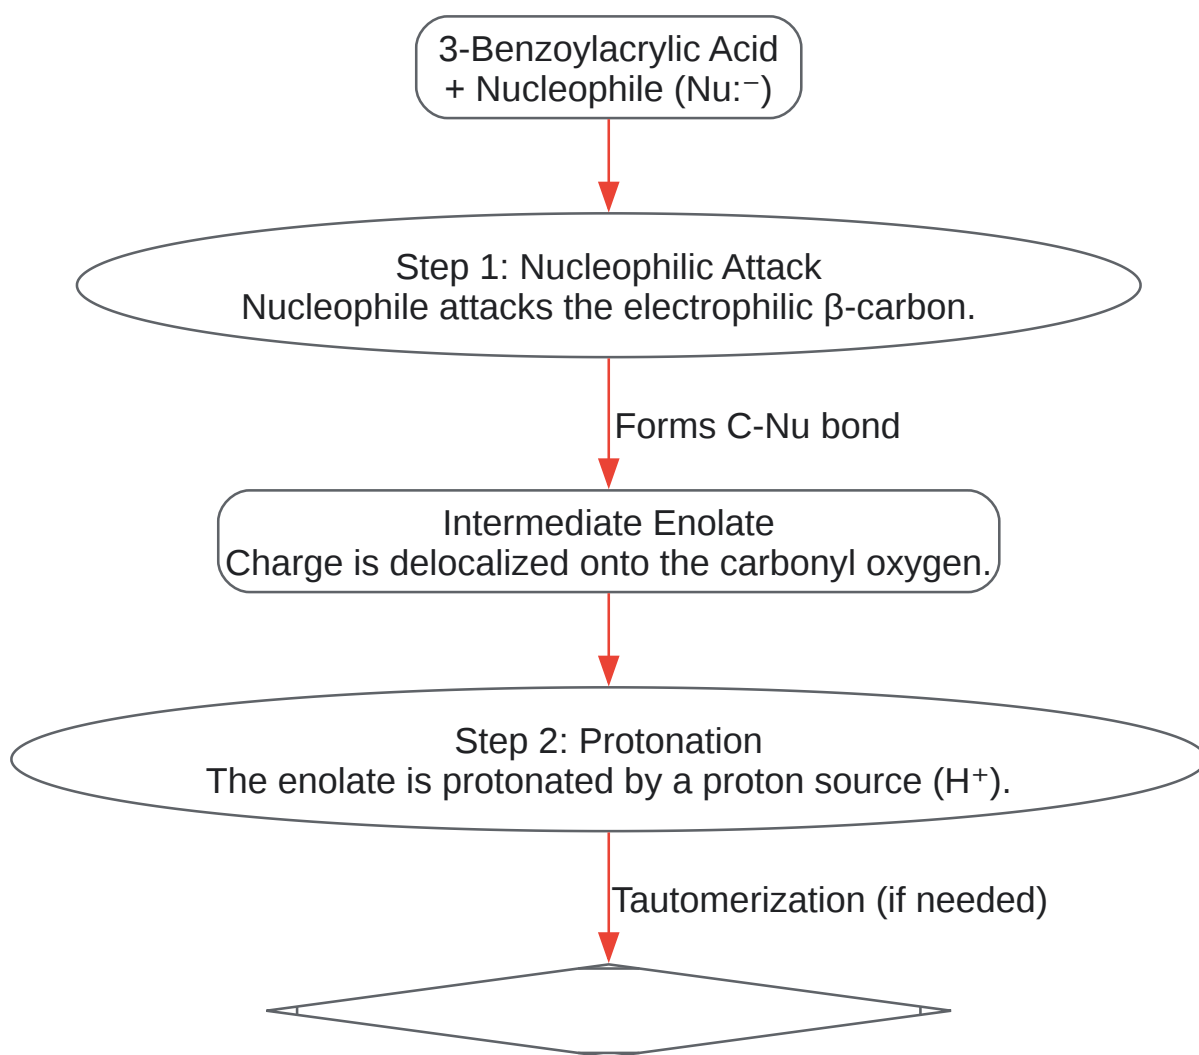 3-Benzoylacrylic Acid
+ Nucleophile (Nu:⁻)
Step 1: Nucleophilic Attack
Nucleophile attacks the electrophilic β-carbon.
Forms C-Nu bond
Intermediate Enolate
Charge is delocalized onto the carbonyl oxygen.
Step 2: Protonation
The enolate is protonated by a proton source (H⁺).
Tautomerization (if needed)